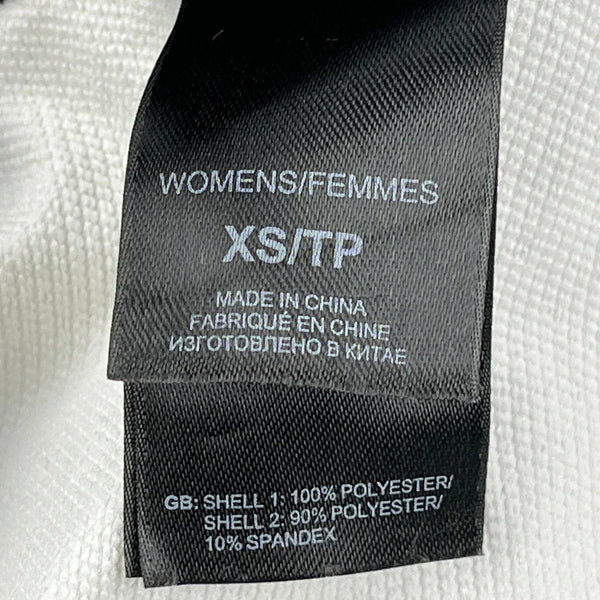 WOMENS/FEMMES
XS/TP
MADE IN CHINA
FABRIQUÉ EN CHINE
ИЗГОТОВЛЕНО В КИТАЕ
GB: SHELL 1: 100% POLYESTER/
SHELL 2: 90% POLYESTER/
10% SPANDEX